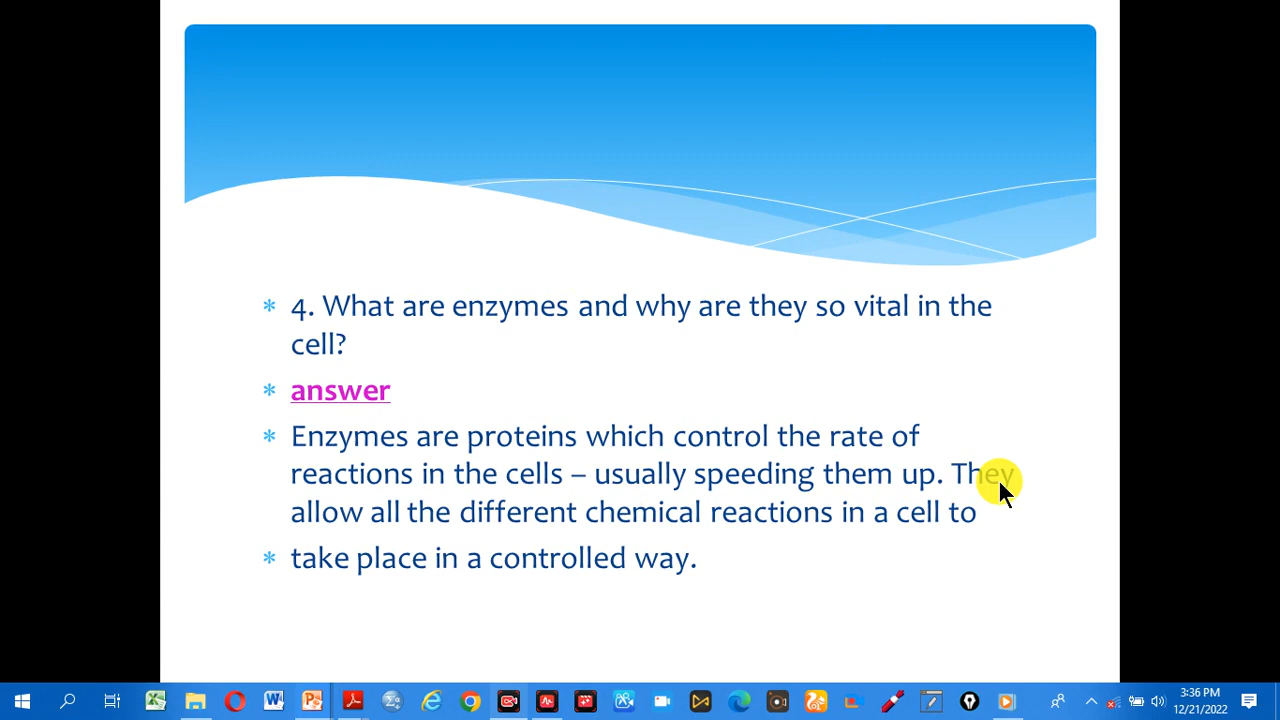 * 4. What are enzymes and why are they so vital in the
cell?
* answer
* Enzymes are proteins which control the rate of
reactions in the cells – usually speeding them up. They
allow all the different chemical reactions in a cell to
* take place in a controlled way.
3:36 PM
12/21/2022